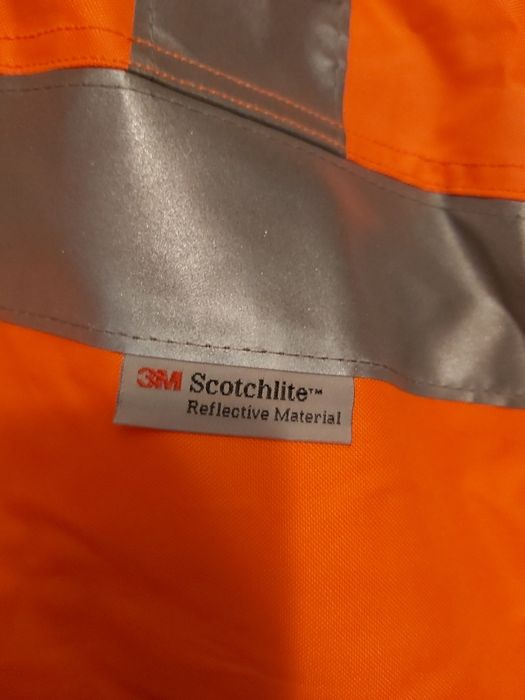 3M Scotchlite™
Reflective Material